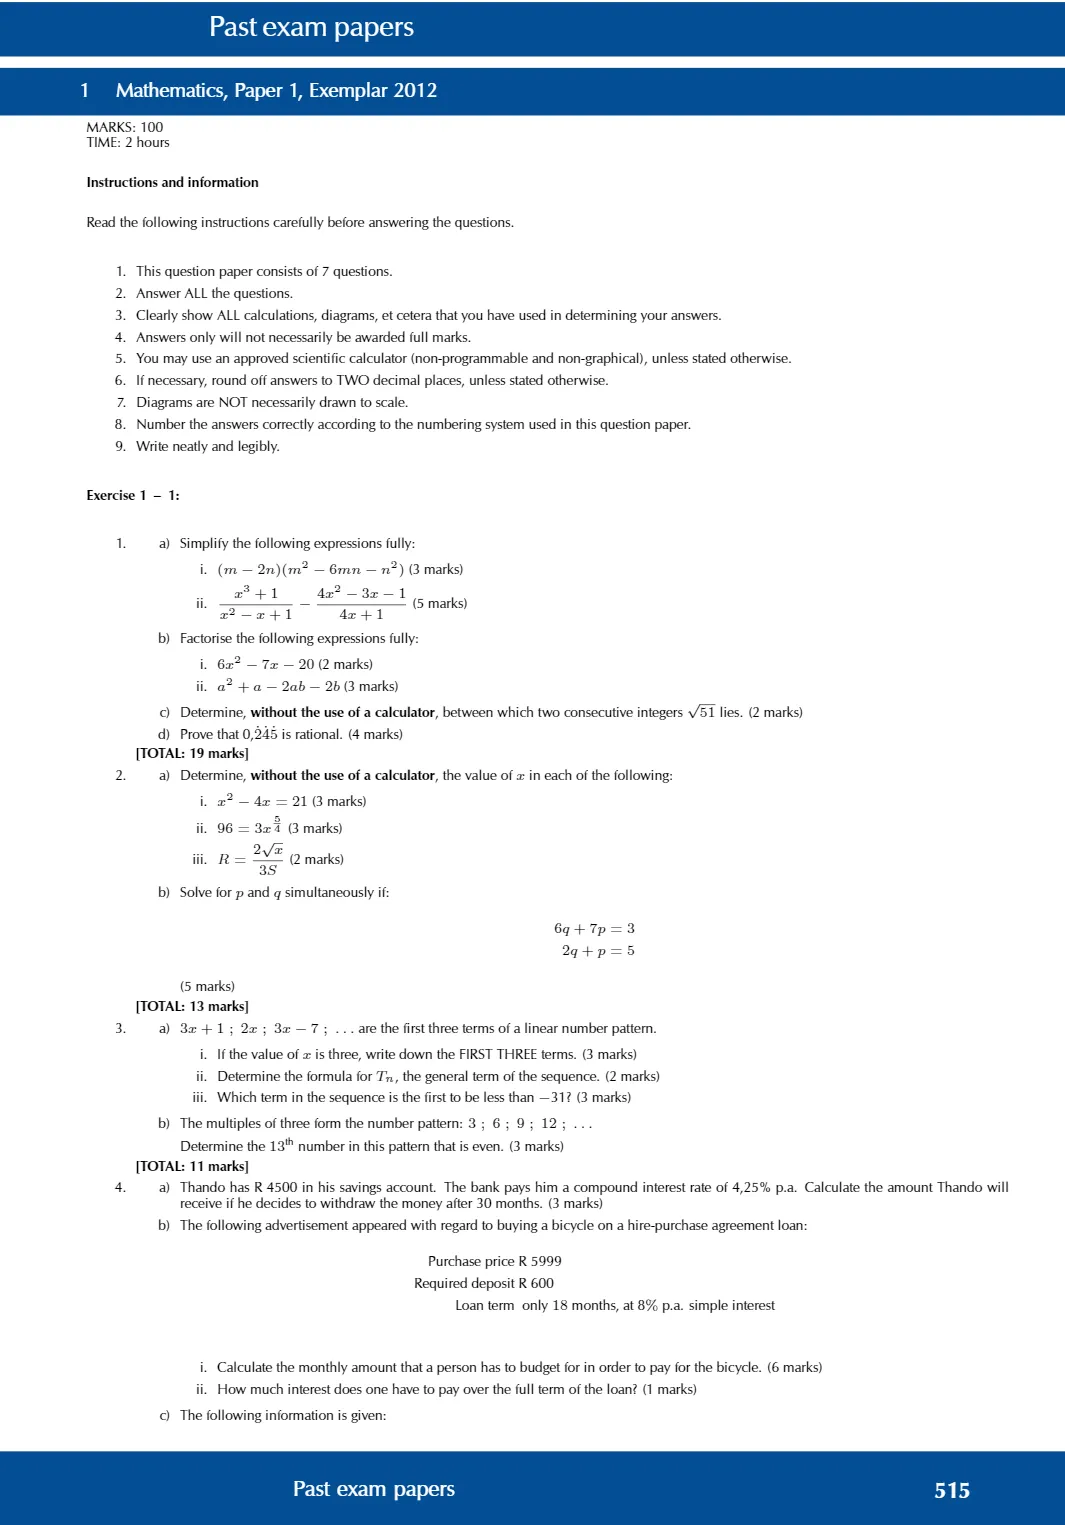 Past exam papers
1 Mathematics, Paper 1, Exemplar 2012
MARKS: 100
TIME: 2 hours
Instructions and information
Read the following instructions carefully before answering the questions.
1. This question paper consists of 7 questions.
2. Answer ALL the questions.
3. Clearly show ALL calculations, diagrams, et cetera that you have used in determining your answers.
4. Answers only will not necessarily be awarded full marks.
5. You may use an approved scientific calculator (non-programmable and non-graphical), unless stated otherwise.
6. If necessary, round off answers to TWO decimal places, unless stated otherwise.
7. Diagrams are NOT necessarily drawn to scale.
8. Number the answers correctly according to the numbering system used in this question paper.
9. Write neatly and legibly.
Exercise 1 – 1:
1. a) Simplify the following expressions fully:
i. (m − 2n)(m² − 6mn − n²) (3 marks)
ii. \frac{x³ + 1}{x² − x + 1} − \frac{4x² − 3x − 1}{4x + 1} (5 marks)
b) Factorise the following expressions fully:
i. 6x² − 7x − 20 (2 marks)
ii. a² + a − 2ab − 2b (3 marks)
c) Determine, without the use of a calculator, between which two consecutive integers √51 lies. (2 marks)
d) Prove that 0,2̇4̇5̇ is rational. (4 marks)
[TOTAL: 19 marks]
2. a) Determine, without the use of a calculator, the value of x in each of the following:
i. x² − 4x = 21 (3 marks)
ii. 96 = 3x^{\frac{5}{4}} (3 marks)
iii. R = \frac{2√x}{3S} (2 marks)
b) Solve for p and q simultaneously if:
6q + 7p = 3
2q + p = 5
(5 marks)
[TOTAL: 13 marks]
3. a) 3x + 1 ; 2x ; 3x − 7 ; . . . are the first three terms of a linear number pattern.
i. If the value of x is three, write down the FIRST THREE terms. (3 marks)
ii. Determine the formula for Tₙ, the general term of the sequence. (2 marks)
iii. Which term in the sequence is the first to be less than −31? (3 marks)
b) The multiples of three form the number pattern: 3 ; 6 ; 9 ; 12 ; . . .
Determine the 13th number in this pattern that is even. (3 marks)
[TOTAL: 11 marks]
4. a) Thando has R 4500 in his savings account. The bank pays him a compound interest rate of 4,25% p.a. Calculate the amount Thando will
receive if he decides to withdraw the money after 30 months. (3 marks)
b) The following advertisement appeared with regard to buying a bicycle on a hire-purchase agreement loan:
Purchase price R 5999
Required deposit R 600
Loan term only 18 months, at 8% p.a. simple interest
i. Calculate the monthly amount that a person has to budget for in order to pay for the bicycle. (6 marks)
ii. How much interest does one have to pay over the full term of the loan? (1 marks)
c) The following information is given:
Past exam papers 515